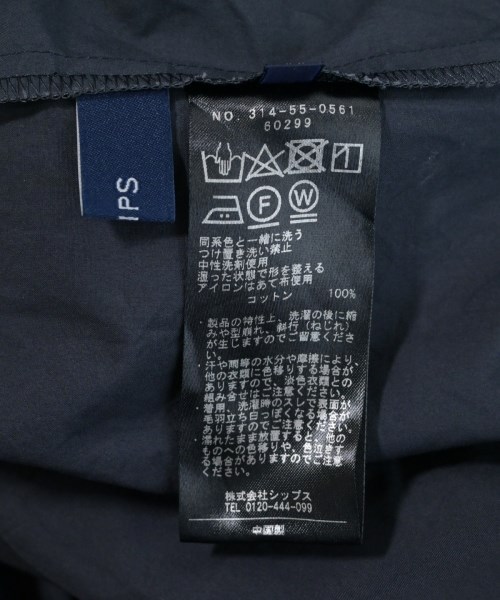 NO. 314-55-0561
60299
IPS
F
W
同系色と一緒に洗う
つけ置き洗い禁止
中性洗剤使用
湿った状態で形を整える
アイロンはあて布使用
コットン 100%
・製品の特性上、洗濯の後に縮
みや型崩れ、斜行(ねじれ)
が生じますのでご留意くださ
い。
・汗や雨等の水分や摩擦により、
他の衣類に色移りする場合が
ありますので、淡色衣類との
組み合せはご注意ください。
・着用、洗濯時のスレで表面が
毛羽立ち白っぽくなる場合が
ありますのでご注意ください。
・濡れたまま放置すると、他の
ものへの色移りや、色泣きす
る場合がありますのでご注意
ください。
株式会社シップス
TEL 0120-444-099
中国製